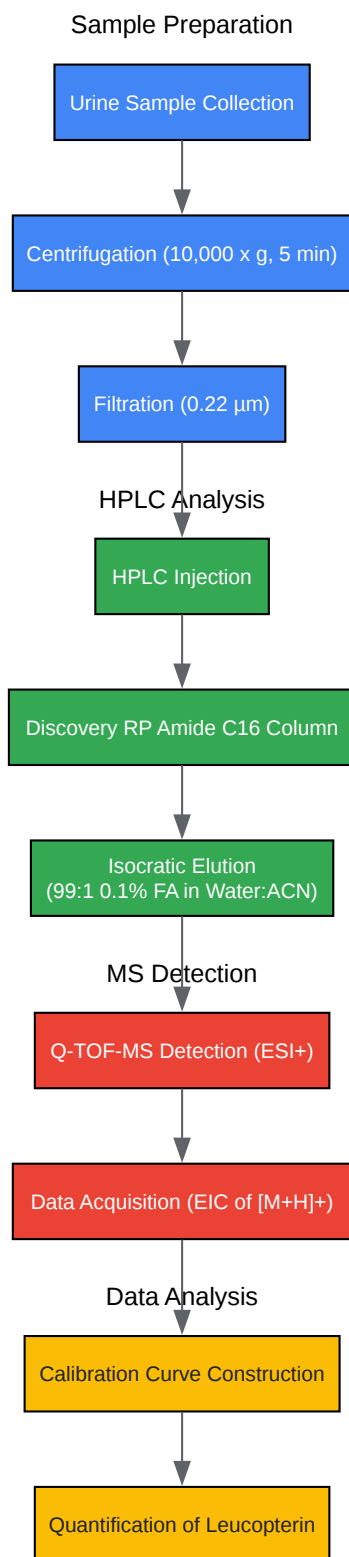 Sample Preparation
Urine Sample Collection
Centrifugation (10,000 x g, 5 min)
Filtration (0.22 µm)
HPLC Analysis
HPLC Injection
Discovery RP Amide C16 Column
Isocratic Elution
(99:1 0.1% FA in Water:ACN)
MS Detection
Q-TOF-MS Detection (ESI+)
Data Acquisition (EIC of [M+H]+)
Data Analysis
Calibration Curve Construction
Quantification of Leucopterin